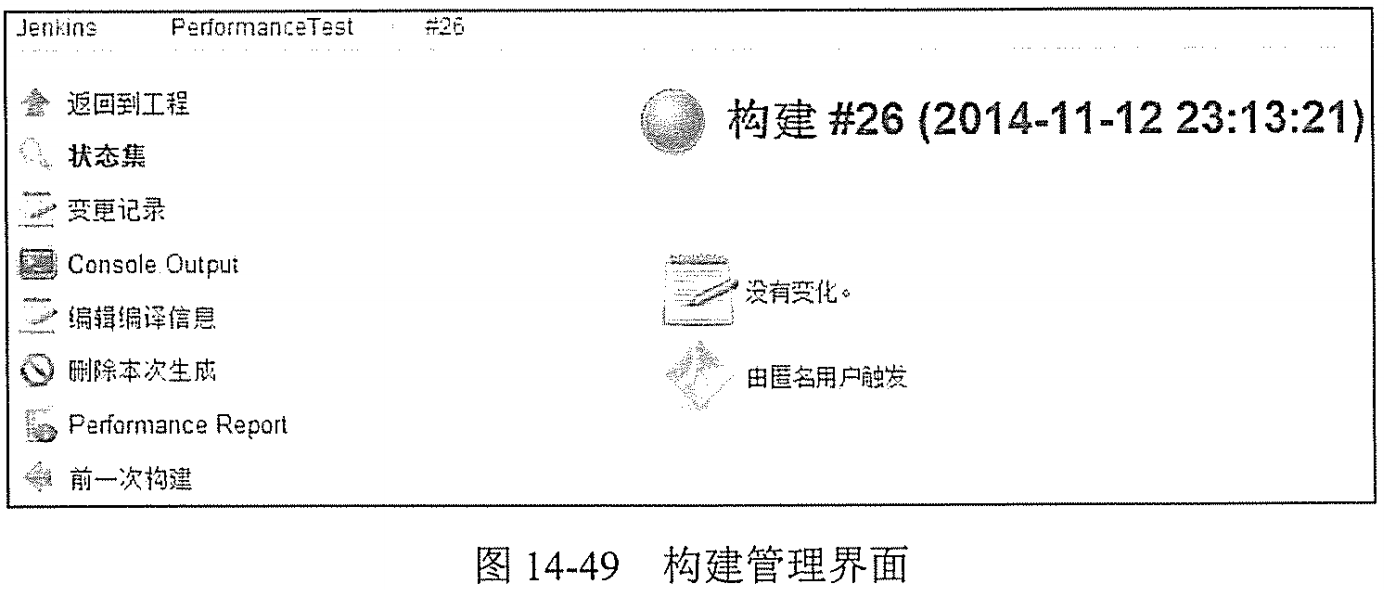 Jenkins PerformanceTest #26
返回到工程
状态集
变更记录
Console Output
编辑编译信息
删除本次生成
Performance Report
前一次构建
构建 #26 (2014-11-12 23:13:21)
没有变化。
由匿名用户触发
图 14-49 构建管理界面